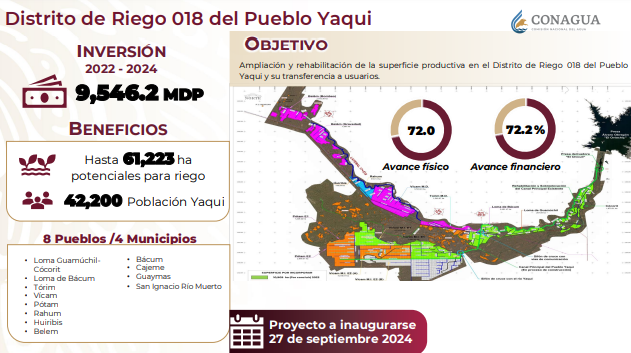 Distrito de Riego 018 del Pueblo Yaqui
CONAGUA
COMISIÓN NACIONAL DEL AGUA
INVERSIÓN
2022 - 2024
9,546.2 MDP
BENEFICIOS
Hasta 61,223 ha
potenciales para riego
42,200 Población Yaqui
8 Pueblos /4 Municipios
• Loma Guamúchil-
Cócorit
• Loma de Bácum
• Tórim
• Vícam
• Pótam
• Rahum
• Huiribis
• Belem
• Bácum
• Cajeme
• Guaymas
• San Ignacio Río Muerto
OBJETIVO
Ampliación y rehabilitación de la superficie productiva en el Distrito de Riego 018 del Pueblo
Yaqui y su transferencia a usuarios.
72.0
Avance físico
72.2%
Avance financiero
Proyecto a inaugurarse
27 de septiembre 2024